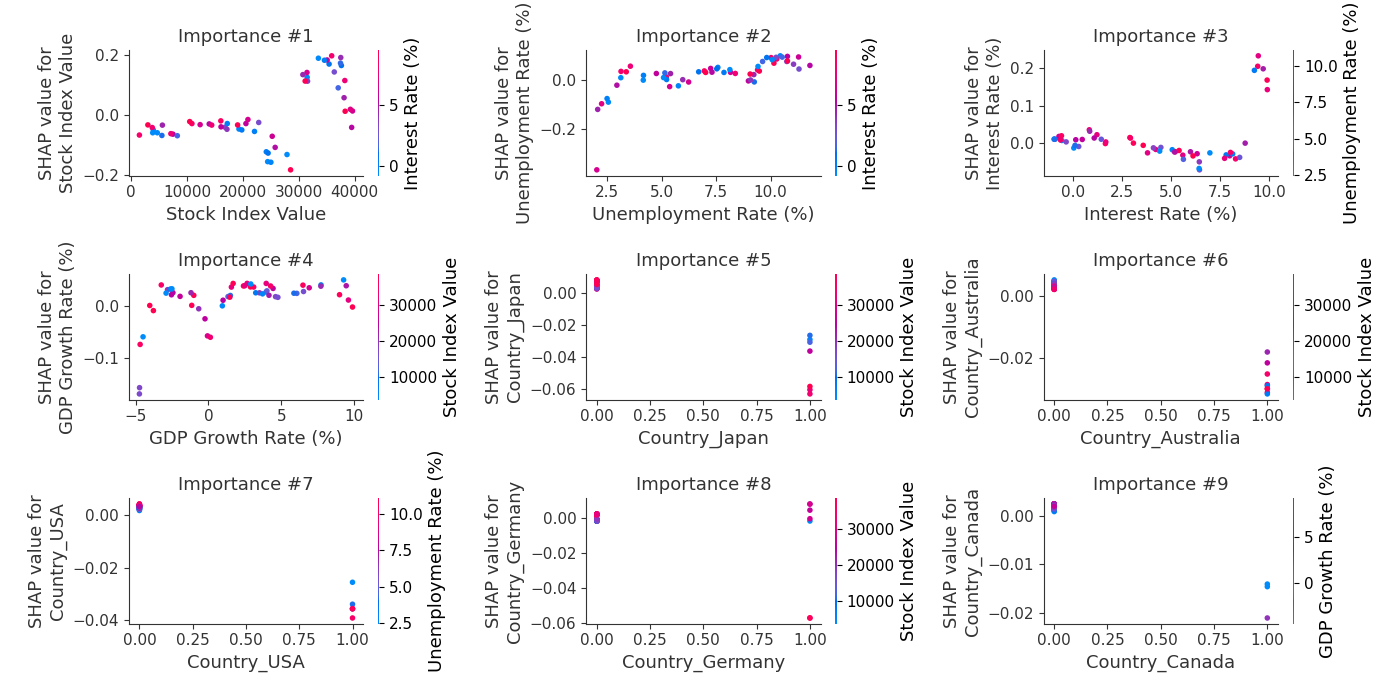 Importance #1
SHAP value for
Stock Index Value
0.2
0.0
−0.2
0
10000
20000
30000
40000
Stock Index Value
5
0
Interest Rate (%)
Importance #2
SHAP value for
Unemployment Rate (%)
0.0
−0.2
2.5
5.0
7.5
10.0
Unemployment Rate (%)
5
0
Interest Rate (%)
Importance #3
SHAP value for
Interest Rate (%)
0.2
0.1
0.0
0.0
2.5
5.0
7.5
10.0
Interest Rate (%)
10.0
7.5
5.0
2.5
Unemployment Rate (%)
Importance #4
SHAP value for
GDP Growth Rate (%)
0.0
−0.1
−5
0
5
10
GDP Growth Rate (%)
30000
20000
10000
Stock Index Value
Importance #5
SHAP value for
Country_Japan
0.00
−0.02
−0.04
−0.06
0.00
0.25
0.50
0.75
1.00
Country_Japan
30000
20000
10000
Stock Index Value
Importance #6
SHAP value for
Country_Australia
0.00
−0.02
0.00
0.25
0.50
0.75
1.00
Country_Australia
30000
20000
10000
Stock Index Value
Importance #7
SHAP value for
Country_USA
0.00
−0.02
−0.04
0.00
0.25
0.50
0.75
1.00
Country_USA
10.0
7.5
5.0
2.5
Unemployment Rate (%)
Importance #8
SHAP value for
Country_Germany
0.00
−0.02
−0.04
−0.06
0.00
0.25
0.50
0.75
1.00
Country_Germany
30000
20000
10000
Stock Index Value
Importance #9
SHAP value for
Country_Canada
0.00
−0.01
−0.02
0.00
0.25
0.50
0.75
1.00
Country_Canada
5
0
GDP Growth Rate (%)